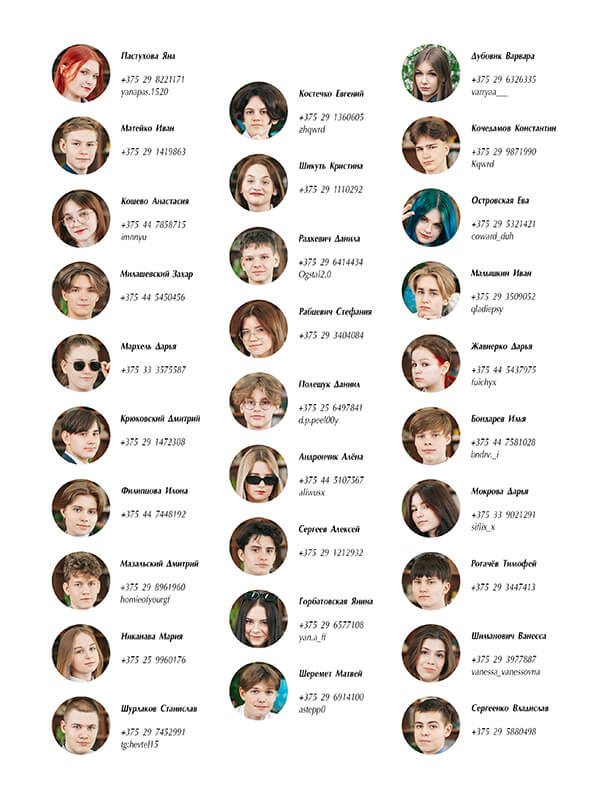 Пастухова Яна
+375 29 8221171
yanapas.1520
Матейко Иван
+375 29 1419863
Кошево Анастасия
+375 44 7858715
imnnyu
Милашевский Захар
+375 44 5450456
Мархель Дарья
+375 33 3575587
Крюковский Дмитрий
+375 29 1472308
Филипцова Илона
+375 44 7448192
Мазальский Дмитрий
+375 29 8961960
homieofyourgf
Никанава Мария
+375 25 9960176
Шурлаков Станислав
+375 29 7452991
tg:hevtel15
Костечко Евгений
+375 29 1360605
zhqwrd
Шикуть Кристина
+375 29 1110292
Радкевич Данила
+375 29 6414434
Ogstal2.0
Рабцевич Стефания
+375 29 3404084
Полещук Даниил
+375 25 6497841
d.p.peel00y
Андрончик Алёна
+375 44 5107567
aliwusx
Сергеев Алексей
+375 29 1212932
Горбатовская Янина
+375 29 6577108
yan.a_ff
Шеремет Матвей
+375 29 6914100
astepp0
Дубовик Варвара
+375 29 6326335
varryaa___
Кочедамов Константин
+375 29 9871990
Kqwrd
Островская Ева
+375 29 5321421
coward_duh
Малышкин Иван
+375 29 3509052
qladiepsy
Жавнерко Дарья
+375 44 5437975
fuichyx
Бондарев Илья
+375 44 7581028
bndrv._i
Мокрова Дарья
+375 33 9021291
siflix_x
Рогачёв Тимофей
+375 29 3447413
Шиманович Ванесса
+375 29 3977887
vanessa_vanessovna
Сергеенко Владислав
+375 29 5880498